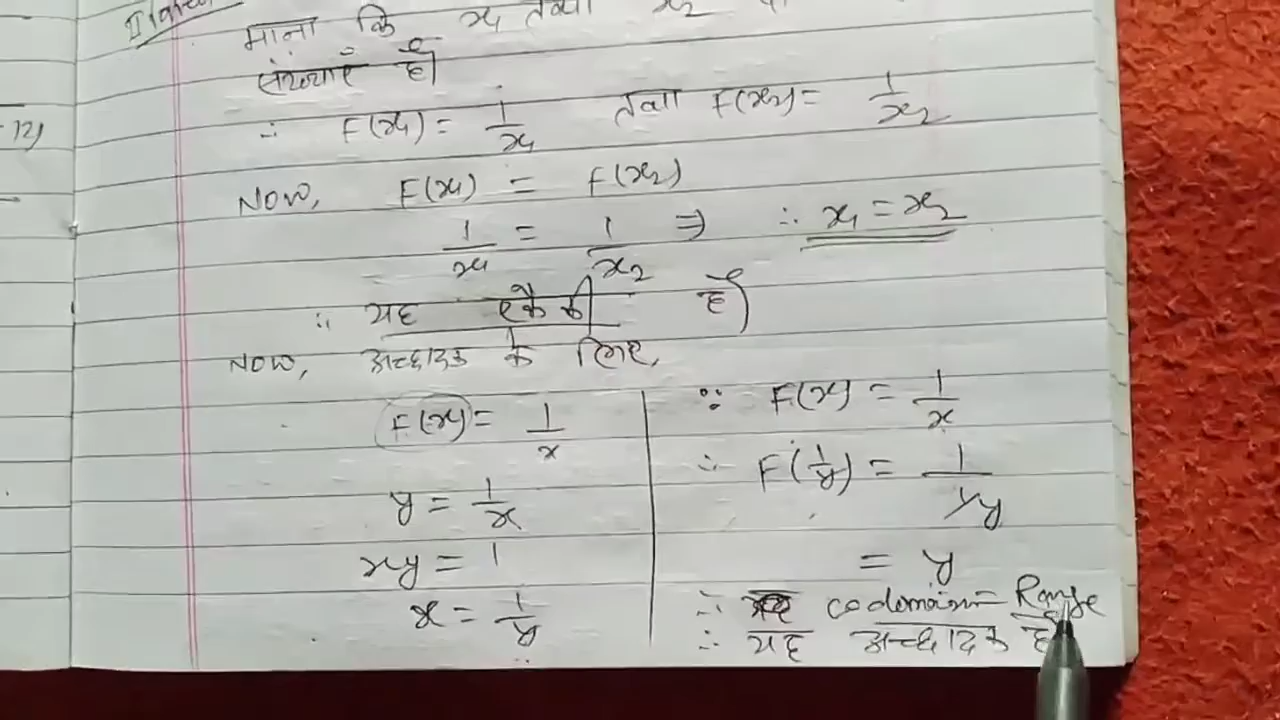 माना कि x₁ तथा x₂
संख्याएँ है।
∴ F(x₁) = 1/x₁ तथा F(x₂) = 1/x₂
NOW, F(x₁) = F(x₂)
1/x₁ = 1/x₂ ⇒ ∴ x₁ = x₂
∴ यह एकैकी है।
NOW, आच्छादक के लिए,
F(x) = 1/x
y = 1/x
xy = 1
x = 1/y
∵ F(x) = 1/x
∴ F(1/y) = 1/1/y
= y
∴ codomain = Range
∴ यह आच्छादक है